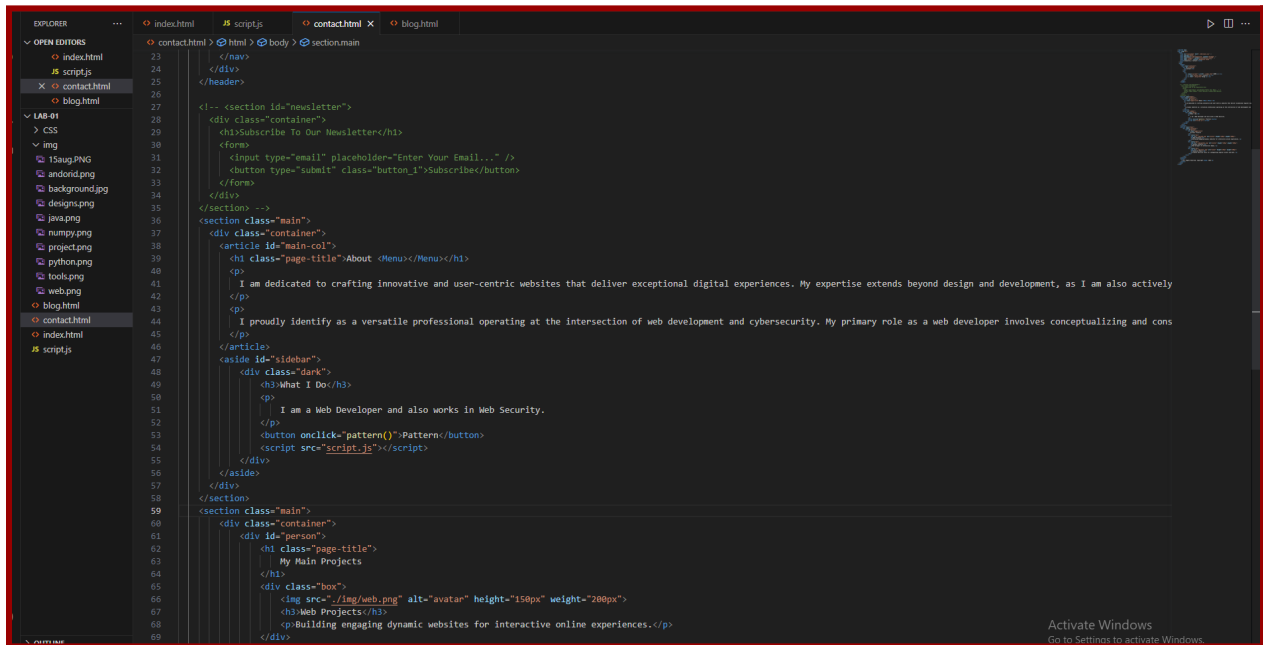 EXPLORER ...
OPEN EDITORS
index.html
JS script.js
X contact.html
blog.html
LAB-01
CSS
img
15aug.PNG
andorid.png
background.jpg
designs.png
java.png
numpy.png
project.png
python.png
tools.png
web.png
blog.html
contact.html
index.html
JS script.js
index.html JS script.js contact.html X blog.html
contact.html > html > body > section.main
23 </nav>
24 </div>
25 </header>
26
27 <!-- <section id="newsletter">
28 <div class="container">
29 <h1>Subscribe To Our Newsletter</h1>
30 <form>
31 <input type="email" placeholder="Enter Your Email..." />
32 <button type="submit" class="button_1">Subscribe</button>
33 </form>
34 </div>
35 </section> -->
36 <section class="main">
37 <div class="container">
38 <article id="main-col">
39 <h1 class="page-title">About <Menu></Menu></h1>
40 <p>
41 I am dedicated to crafting innovative and user-centric websites that deliver exceptional digital experiences. My expertise extends beyond design and development, as I am also actively
42 </p>
43 <p>
44 I proudly identify as a versatile professional operating at the intersection of web development and cybersecurity. My primary role as a web developer involves conceptualizing and cons
45 </p>
46 </article>
47 <aside id="sidebar">
48 <div class="dark">
49 <h3>What I Do</h3>
50 <p>
51 I am a Web Developer and also works in Web Security.
52 </p>
53 <button onclick="pattern()">Pattern</button>
54 <script src="script.js"></script>
55 </div>
56 </aside>
57 </div>
58 </section>
59 <section class="main">
60 <div class="container">
61 <div id="person">
62 <h1 class="page-title">
63 My Main Projects
64 </h1>
65 <div class="box">
66 <img src="./img/web.png" alt="avatar" height="150px" weight="200px">
67 <h3>Web Projects</h3>
68 <p>Building engaging dynamic websites for interactive online experiences.</p>
69 </div>
Activate Windows
Go to Settings to activate Windows.